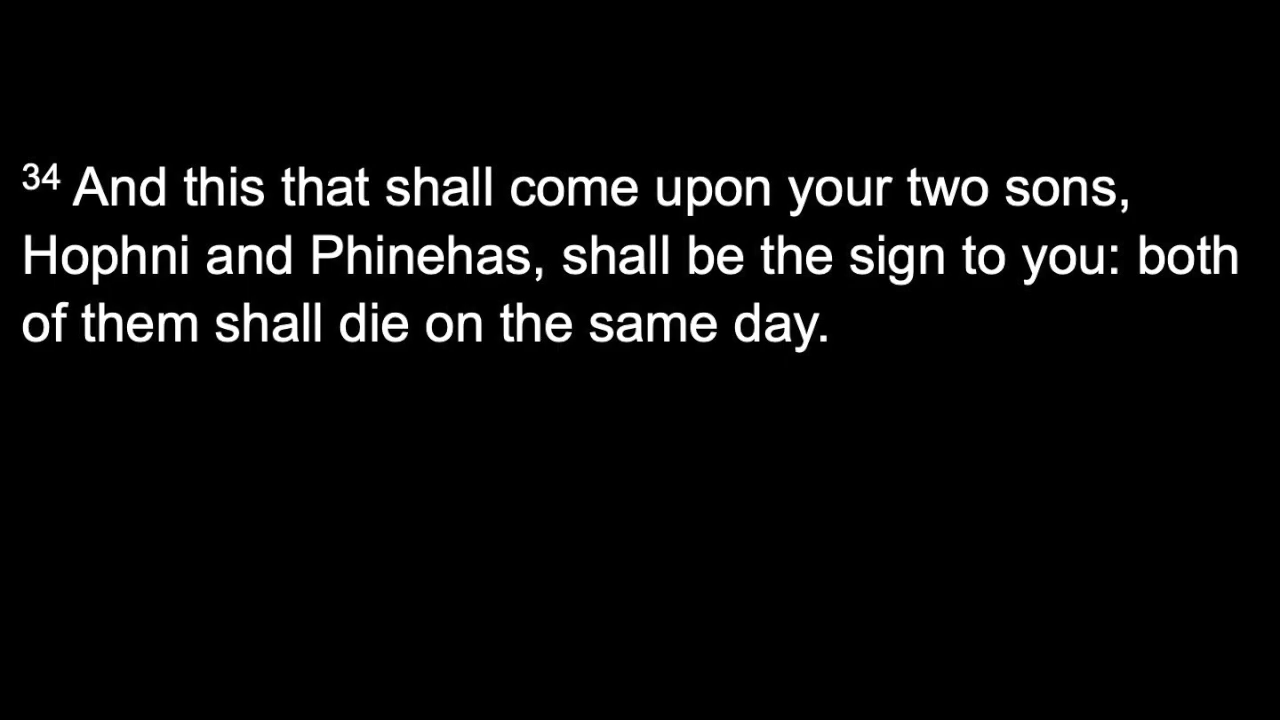 34 And this that shall come upon your two sons,
Hophni and Phinehas, shall be the sign to you: both
of them shall die on the same day.